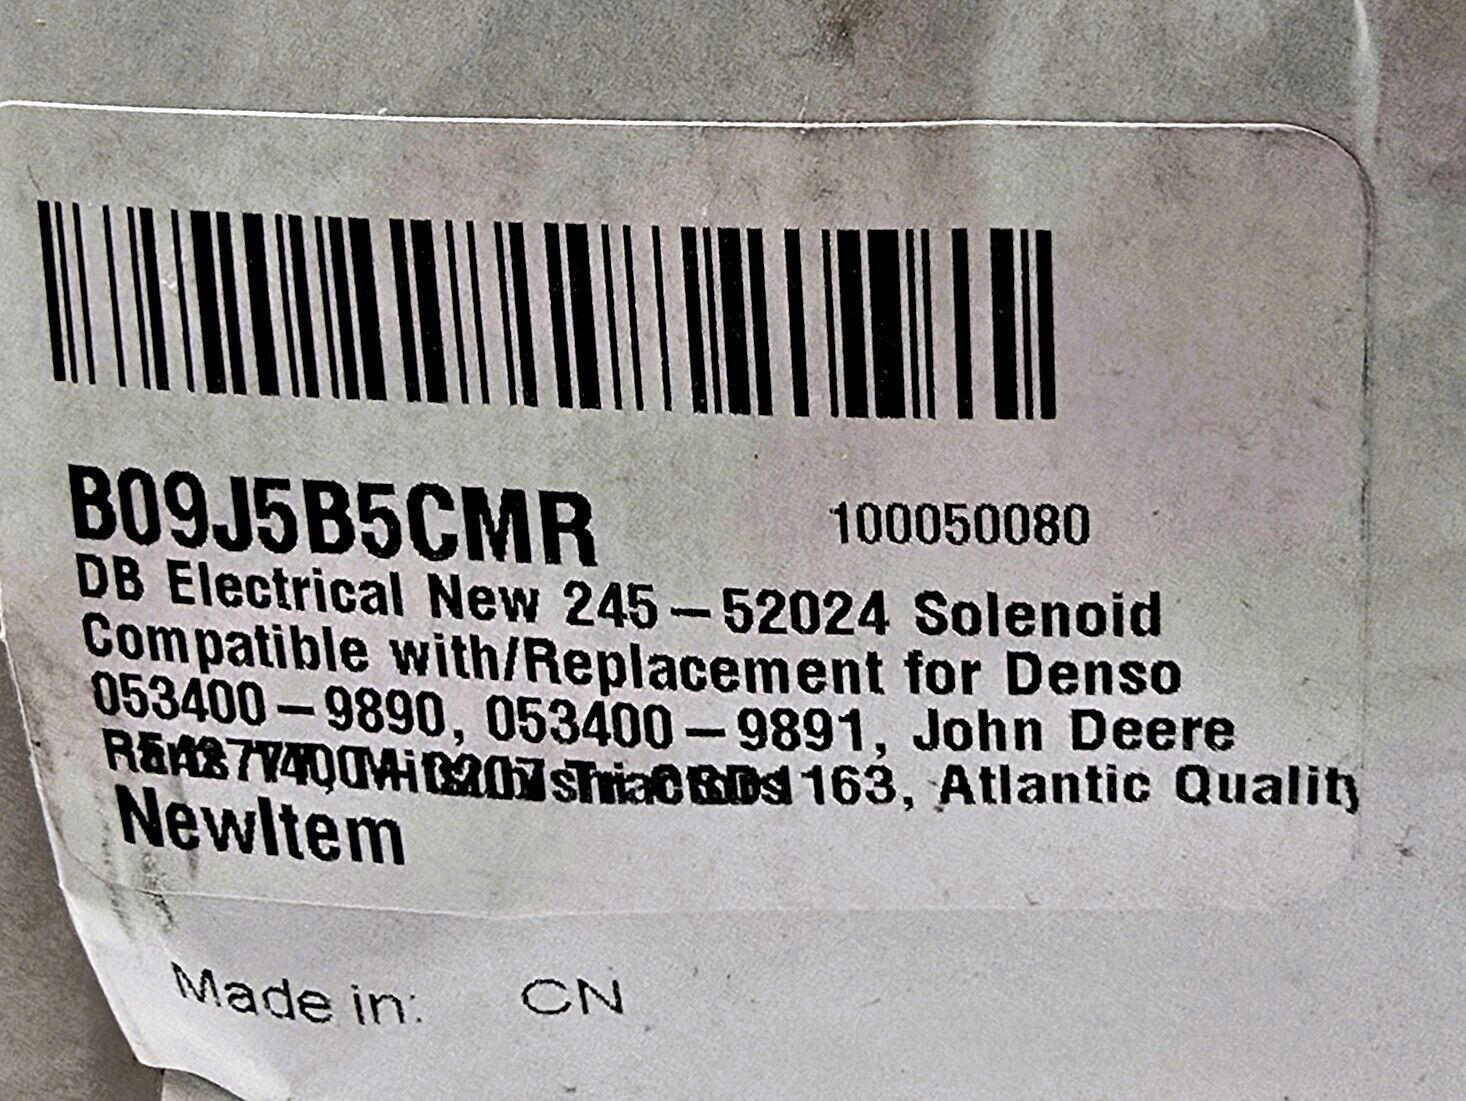 B09J5B5CMR
100050080
DB Electrical New 245-52024 Solenoid
Compatible with/Replacement for Denso
053400-9890, 053400-9891, John Deere
1163, Atlantic Quality
NewItem
Made in: CN